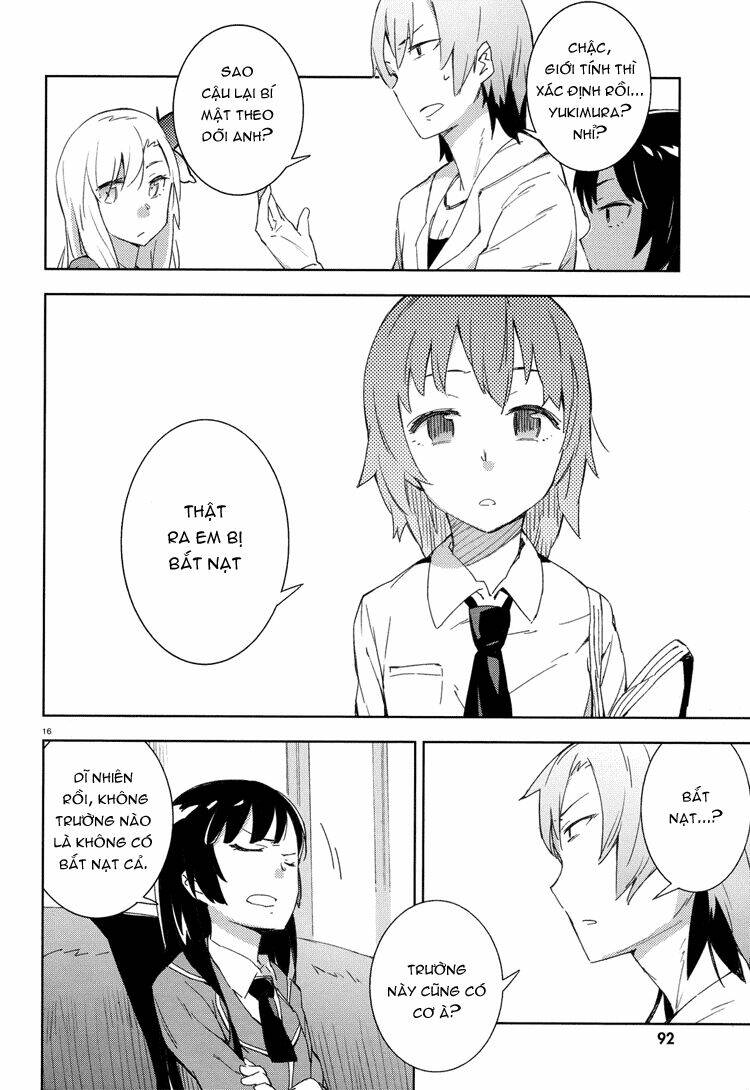 CHẬC,
GIỚI TÍNH THÌ
XÁC ĐỊNH RỒI...
YUKIMURA?
NHỈ?
SAO
CẬU LẠI BÍ
MẬT THEO
DÕI ANH?
THẬT
RA EM BỊ
BẮT NẠT
16
BẮT
NẠT...?
TRƯỜNG
NÀY CŨNG CÓ
CƠ À?
DĨ NHIÊN
RỒI, KHÔNG
TRƯỜNG NÀO
LÀ KHÔNG CÓ
BẮT NẠT CẢ.
92